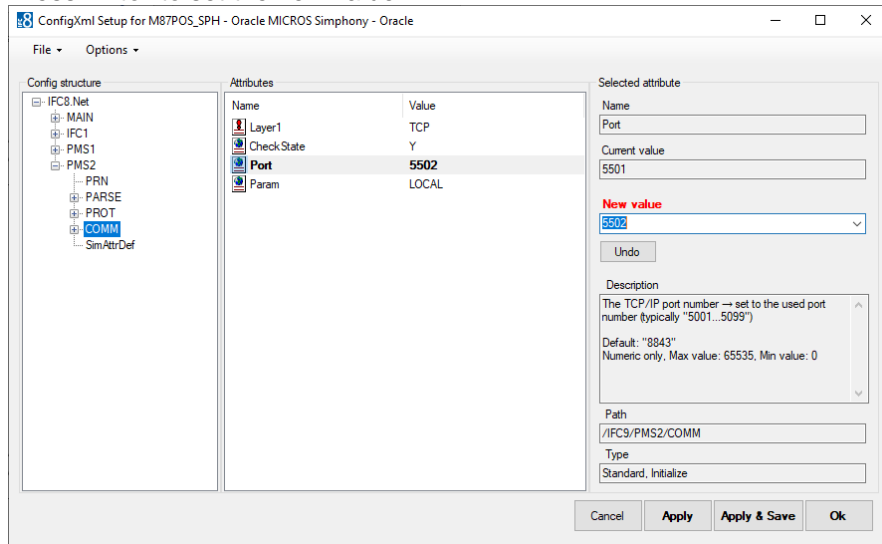 ConfigXml Setup for M87POS_SPH - Oracle MICROS Simphony - Oracle
File Options
Config structure
IFC8.Net
MAIN
IFC1
PMS1
PMS2
PRN
PARSE
PROT
COMM
SimAttrDef
Attributes
Name Value
Layer1 TCP
CheckState Y
Port 5502
Param LOCAL
Selected attribute
Name
Port
Current value
5501
New value
5502
Undo
Description
The TCP/IP port number → set to the used port
number (typically "5001...5099")
Default: "8843"
Numeric only, Max value: 65535, Min value: 0
Path
/IFC9/PMS2/COMM
Type
Standard, Initialize
Cancel Apply Apply & Save Ok